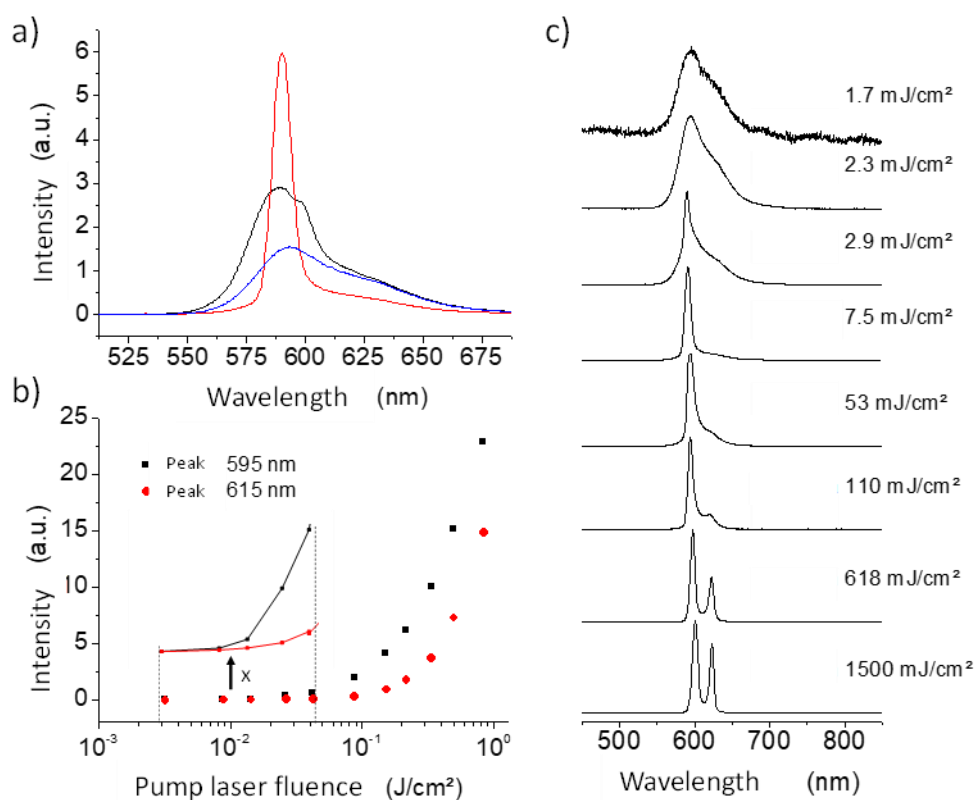 a)
Intensity (a.u.)
6
5
4
3
2
1
0
525 550 575 600 625 650 675
Wavelength (nm)
b)
Intensity (a.u.)
25
20
15
10
5
0
Peak 595 nm
Peak 615 nm
X
10⁻³ 10⁻² 10⁻¹ 10⁰
Pump laser fluence (J/cm²)
c)
1.7 mJ/cm²
2.3 mJ/cm²
2.9 mJ/cm²
7.5 mJ/cm²
53 mJ/cm²
110 mJ/cm²
618 mJ/cm²
1500 mJ/cm²
500 600 700 800
Wavelength (nm)